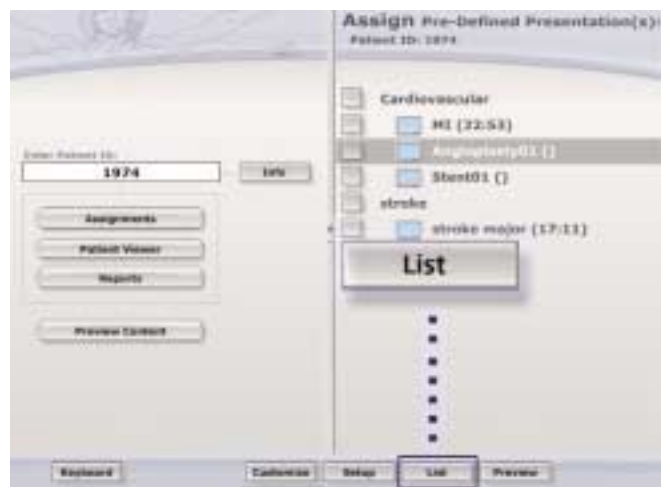 Assign Pre-Defined Presentation(s):
Patient ID: 1974
Cardiovascular
MI (22:53)
Angioplasty01 ()
Stent01 ()
stroke
stroke major (17:11)
Enter Patient ID:
1974
Info
Assignments
Patient Viewer
Reports
Preview Content
List
Keyboard
Customize
Setup
List
Preview